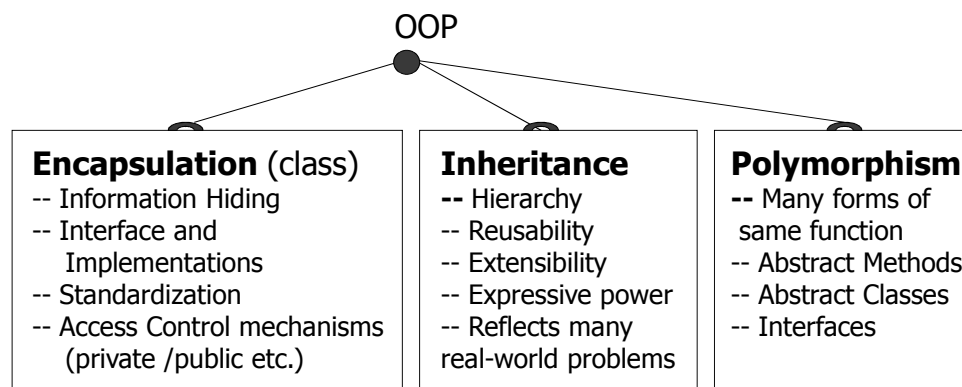 OOP
Encapsulation (class)
-- Information Hiding
-- Interface and
Implementations
-- Standardization
-- Access Control mechanisms
(private /public etc.)
Inheritance
-- Hierarchy
-- Reusability
-- Extensibility
-- Expressive power
-- Reflects many
real-world problems
Polymorphism
-- Many forms of
same function
-- Abstract Methods
-- Abstract Classes
-- Interfaces